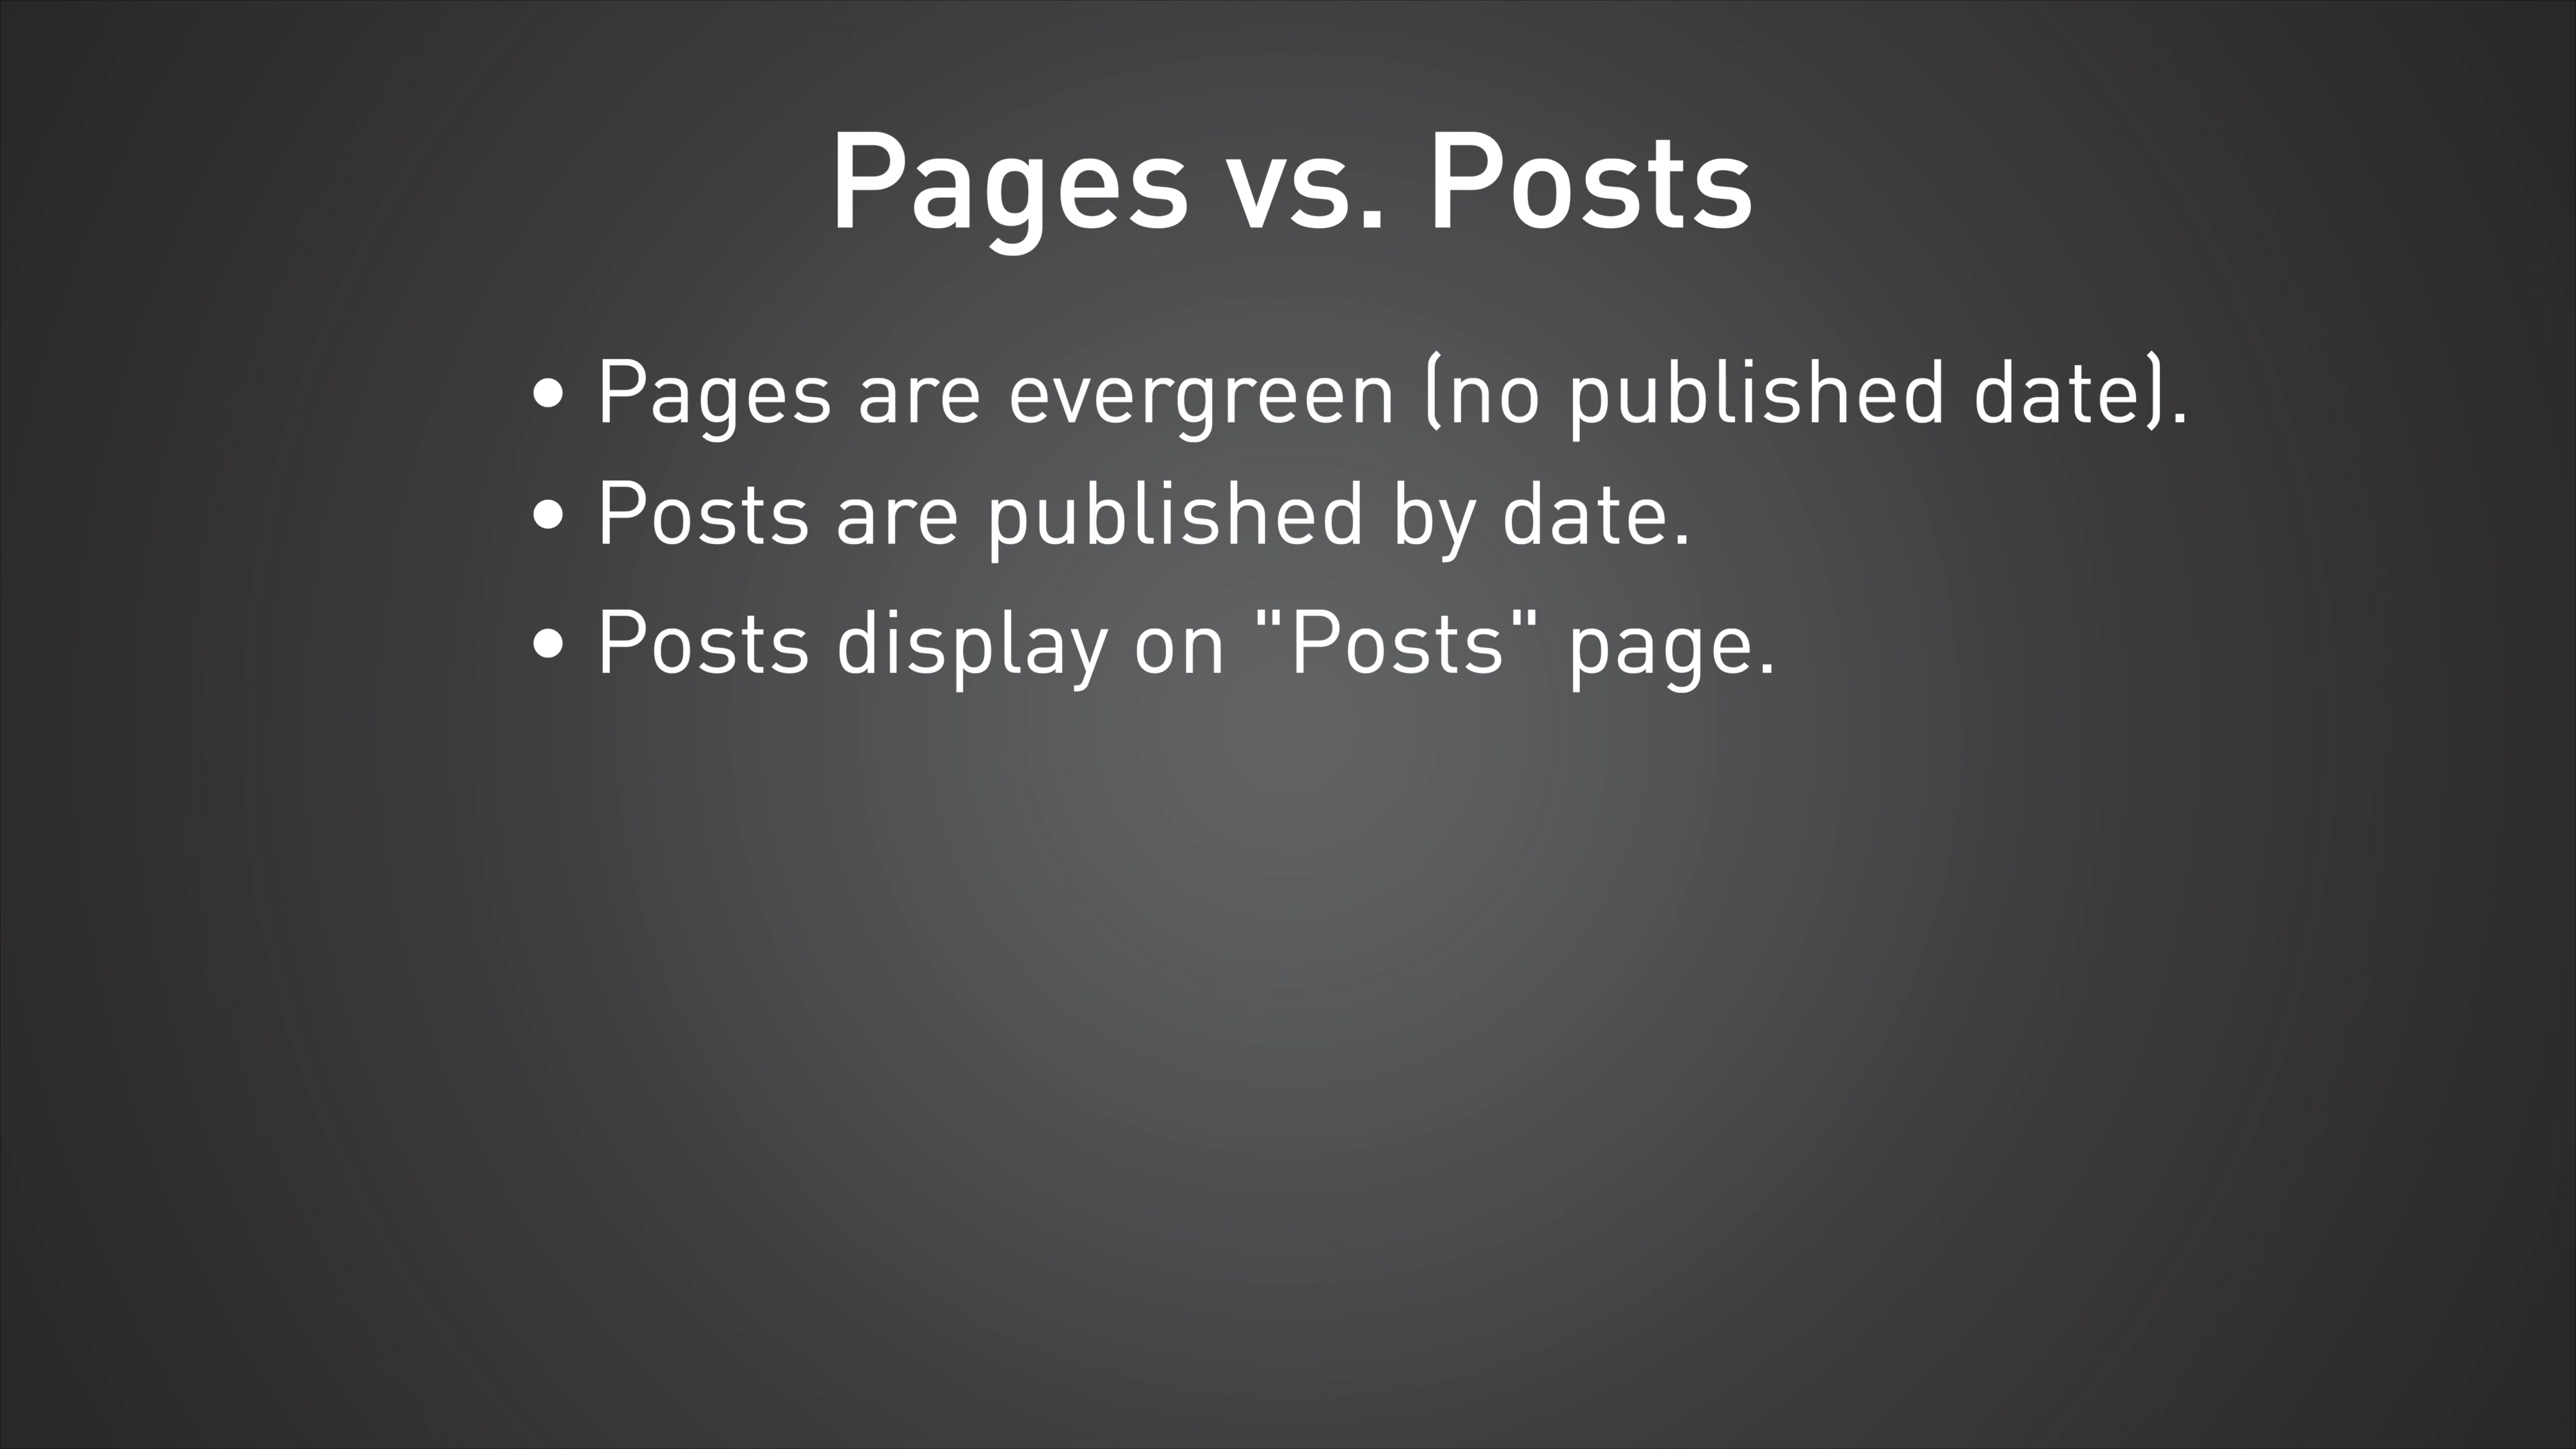 Pages vs. Posts
• Pages are evergreen (no published date).
• Posts are published by date.
• Posts display on "Posts" page.